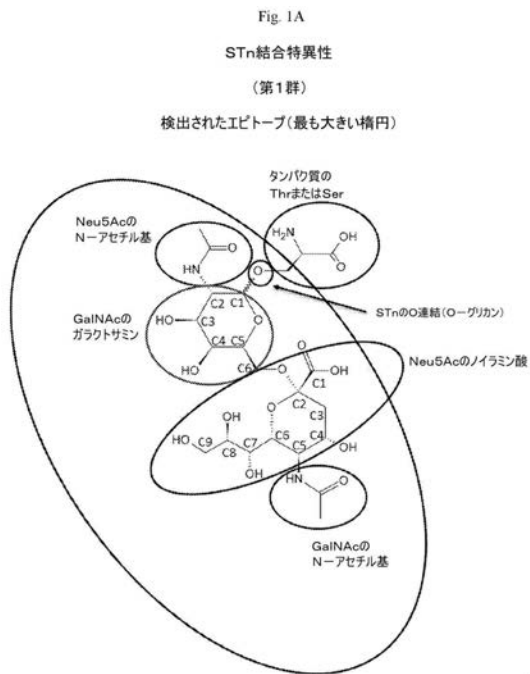 Fig. 1A
STn結合特異性
(第1群)
検出されたエピトープ(最も大きい楕円)
タンパク質の
ThrまたはSer
Neu5Acの
N-アセチル基
H₂N
OH
O
O
HN
O
STnのO連結(O-グリカン)
C2
C1
GalNAcの
ガラクトサミン
HO
C3
O
C4
C5
HO
C6
O
O
C1
OH
Neu5Acのノイラミン酸
C2
O
C3
OH
HO
C9
C8
C7
C6
C4
C5
OH
OH
HN
O
GalNAcの
N-アセチル基